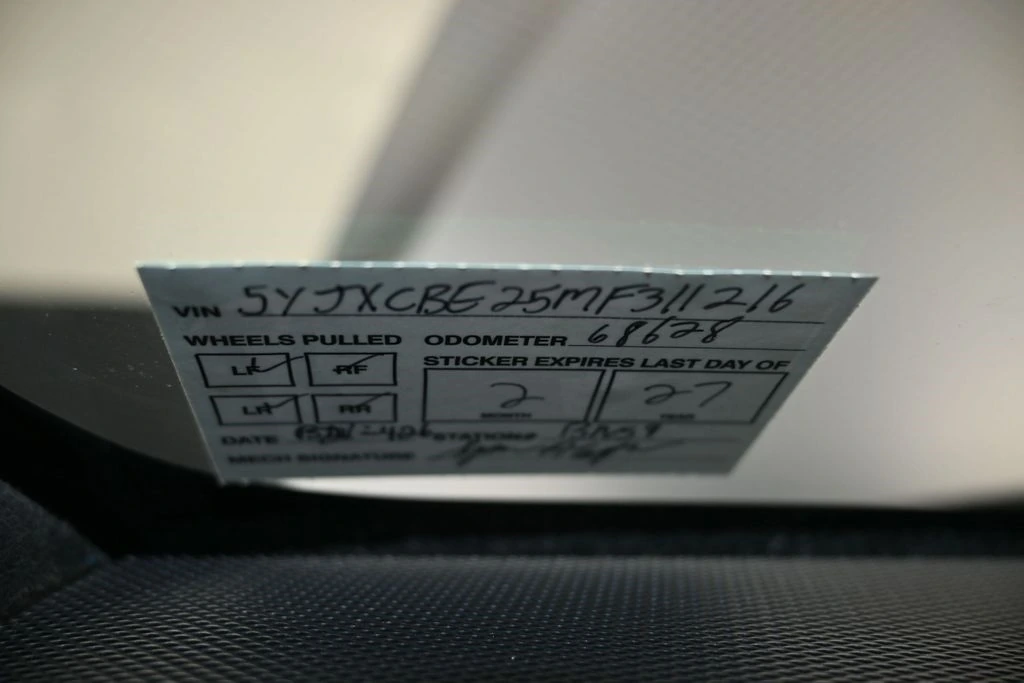 VIN 5YJXCBE25MF311216
WHEELS PULLED ODOMETER 68628
STICKER EXPIRES LAST DAY OF
LF RF
2 27
LR RR
MONTH YEAR
DATE STATION#
MECH SIGNATURE